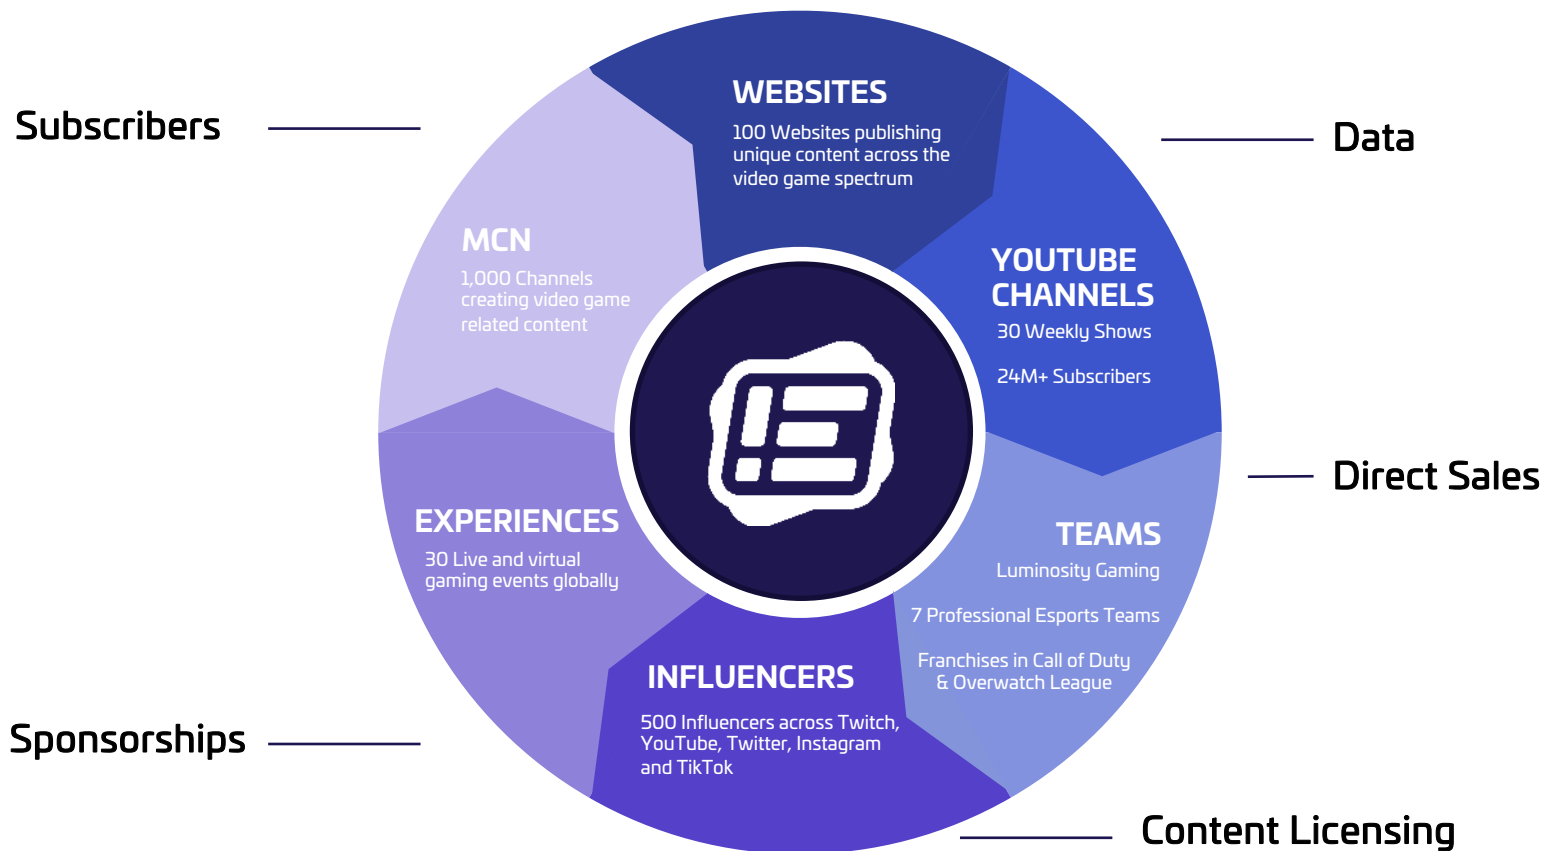 WEBSITES
100 Websites publishing
unique content across the
video game spectrum
Subscribers
Data
MCN
1,000 Channels
creating video game
related content
YOUTUBE
CHANNELS
30 Weekly Shows
24M+ Subscribers
Direct Sales
EXPERIENCES
30 Live and virtual
gaming events globally
TEAMS
Luminosity Gaming
7 Professional Esports Teams
Franchises in Call of Duty
& Overwatch League
INFLUENCERS
500 Influencers across Twitch,
YouTube, Twitter, Instagram
and TikTok
Sponsorships
Content Licensing